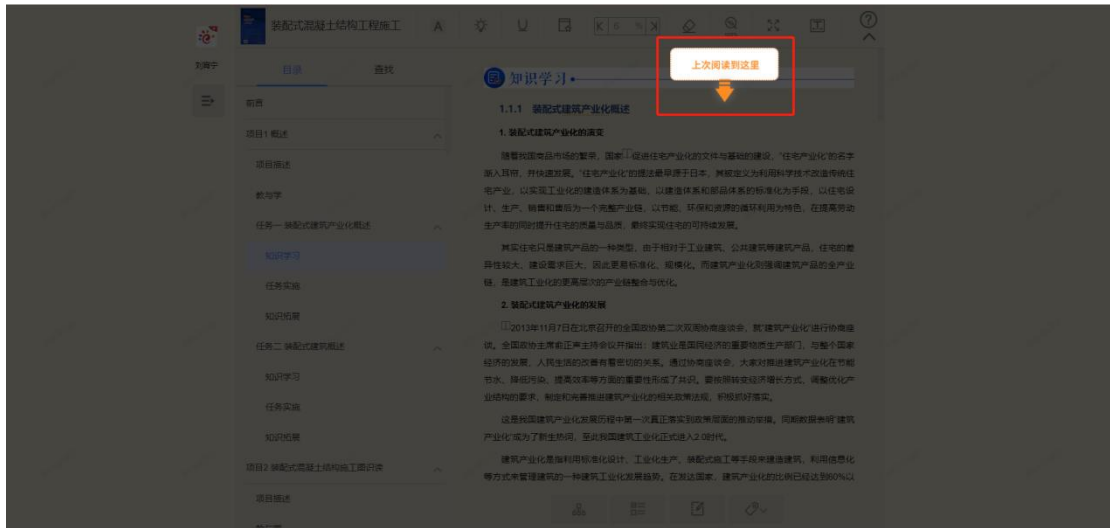 装配式混凝土结构工程施工
A
K
%
上次阅读到这里
刘海宁
目录
查找
前言
项目1 概述
项目描述
教与学
任务一 装配式建筑产业化概述
知识学习
任务实施
知识拓展
任务二 装配式建筑概述
知识学习
任务实施
知识拓展
项目2 装配式混凝土结构施工图识读
项目描述
知识学习
1.1.1 装配式建筑产业化概述
1. 装配式建筑产业化的演变
随着我国商品市场的繁荣，国家促进住宅产业化的文件与基础的建设，“住宅产业化”的名字
渐入耳帘，并快速发展。“住宅产业化”的提法最早源于日本，其被定义为利用科学技术改造传统住
宅产业，以实现工业化的建造体系为基础，以建造体系和部品体系的标准化为手段，以住宅设
计、生产、销售和售后为一个完整产业链，以节能、环保和资源的循环利用为特色，在提高劳动
生产率的同时提升住宅的质量与品质，最终实现住宅的可持续发展。
其实住宅只是建筑产品的一种类型，由于相对于工业建筑、公共建筑等建筑产品，住宅的差
异性较大，建设需求巨大，因此更易标准化、规模化。而建筑产业化则强调建筑产品的全产业
链，是建筑工业化的更高层次的产业链整合与优化。
2. 装配式建筑产业化的发展
2013年11月7日在北京召开的全国政协第二次双周协商座谈会，就“建筑产业化”进行协商座
谈。全国政协主席俞正声主持会议并指出：建筑业是国民经济的重要物质生产部门，与整个国家
经济的发展、人民生活的改善有着密切的关系。通过协商座谈会，大家对推进建筑产业化在节能
节水、降低污染、提高效率等方面的重要性形成了共识。要按照转变经济增长方式、调整优化产
业结构的要求，制定和完善推进建筑产业化的相关政策法规，积极抓好落实。
这是我国建筑产业化发展历程中第一次真正落实到政策层面的推动举措。同期数据表明“建筑
产业化”成为了新生热词，至此我国建筑工业化正式进入2.0时代。
建筑产业化是指利用标准化设计、工业化生产、装配式施工等手段来建造建筑，利用信息化
等方式来管理建筑的一种建筑工业化发展趋势。在发达国家，建筑产业化的比例已经达到60%以